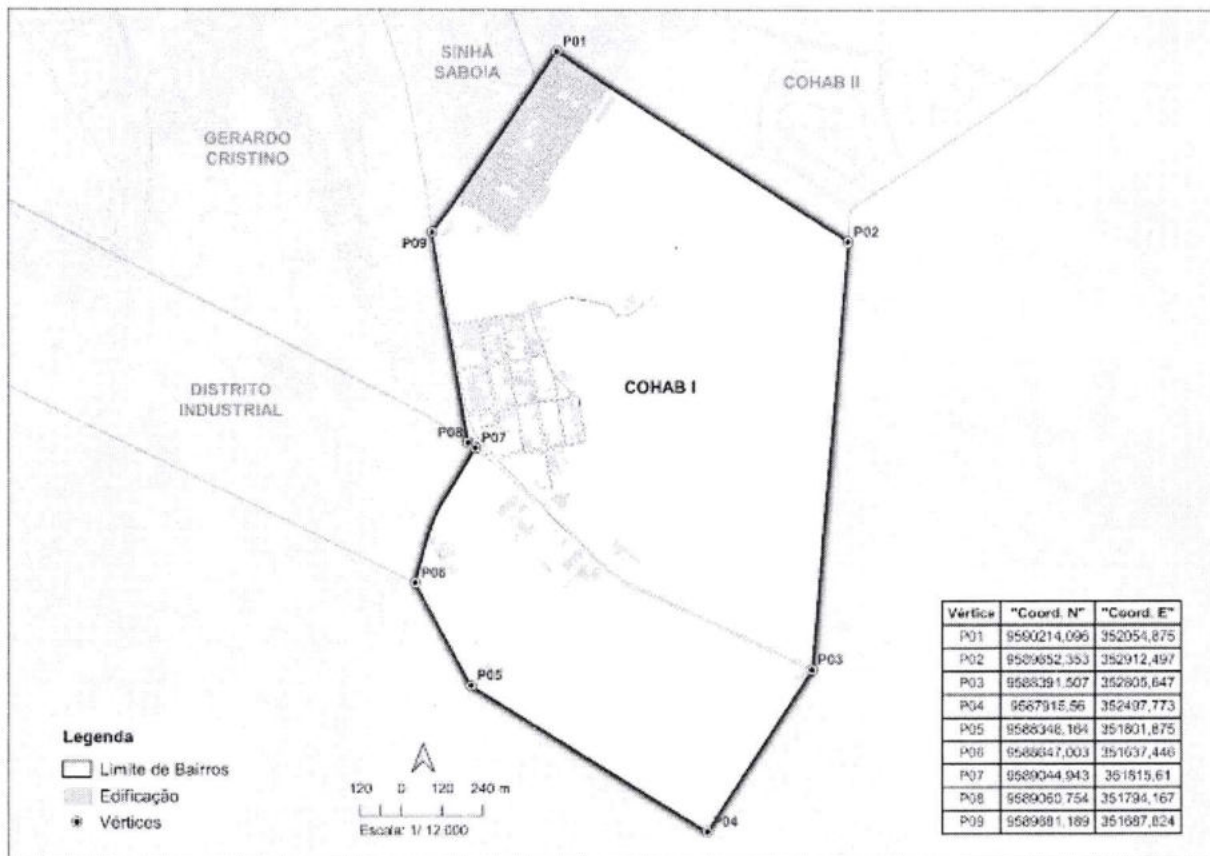 P01
SINHÁ
SABOIA
COHAB II
GERARDO
CRISTINO
P09
P02
COHAB I
DISTRITO
INDUSTRIAL
P08
P07
P06
P03
P05
P04
Legenda
Limite de Bairros
Edificação
Vértices
120 0 120 240 m
Escala: 1/ 12.000
Vértice "Coord. N" "Coord. E"
P01 9590214,096 352054,875
P02 9589652,353 352912,497
P03 9588391,507 352805,647
P04 9587915,56 352497,773
P05 9588348,164 351801,875
P06 9588647,003 351637,446
P07 9589044,943 351815,61
P08 9589060,754 351794,167
P09 9589681,189 351687,824